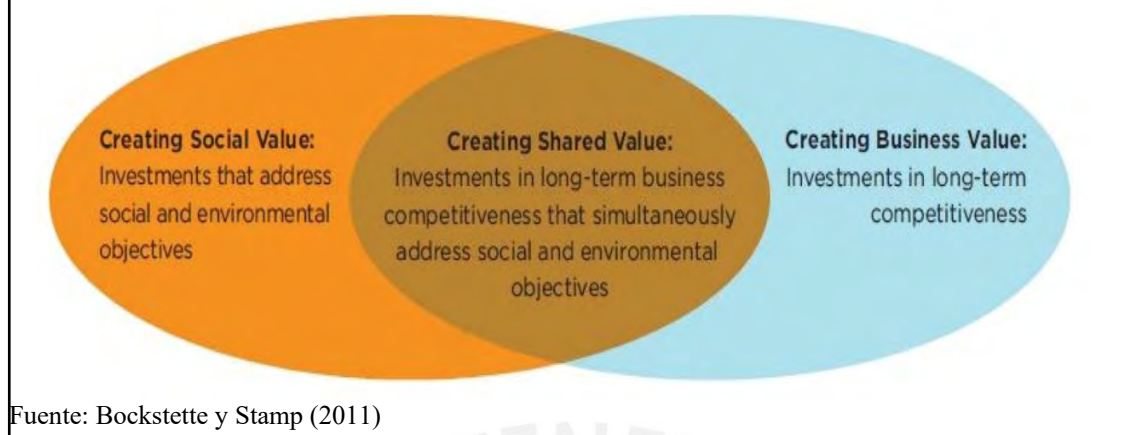 Creating Social Value:
Investments that address
social and environmental
objectives
Creating Shared Value:
Investments in long-term business
competitiveness that simultaneously
address social and environmental
objectives
Creating Business Value:
Investments in long-term
competitiveness
Fuente: Bockstette y Stamp (2011)